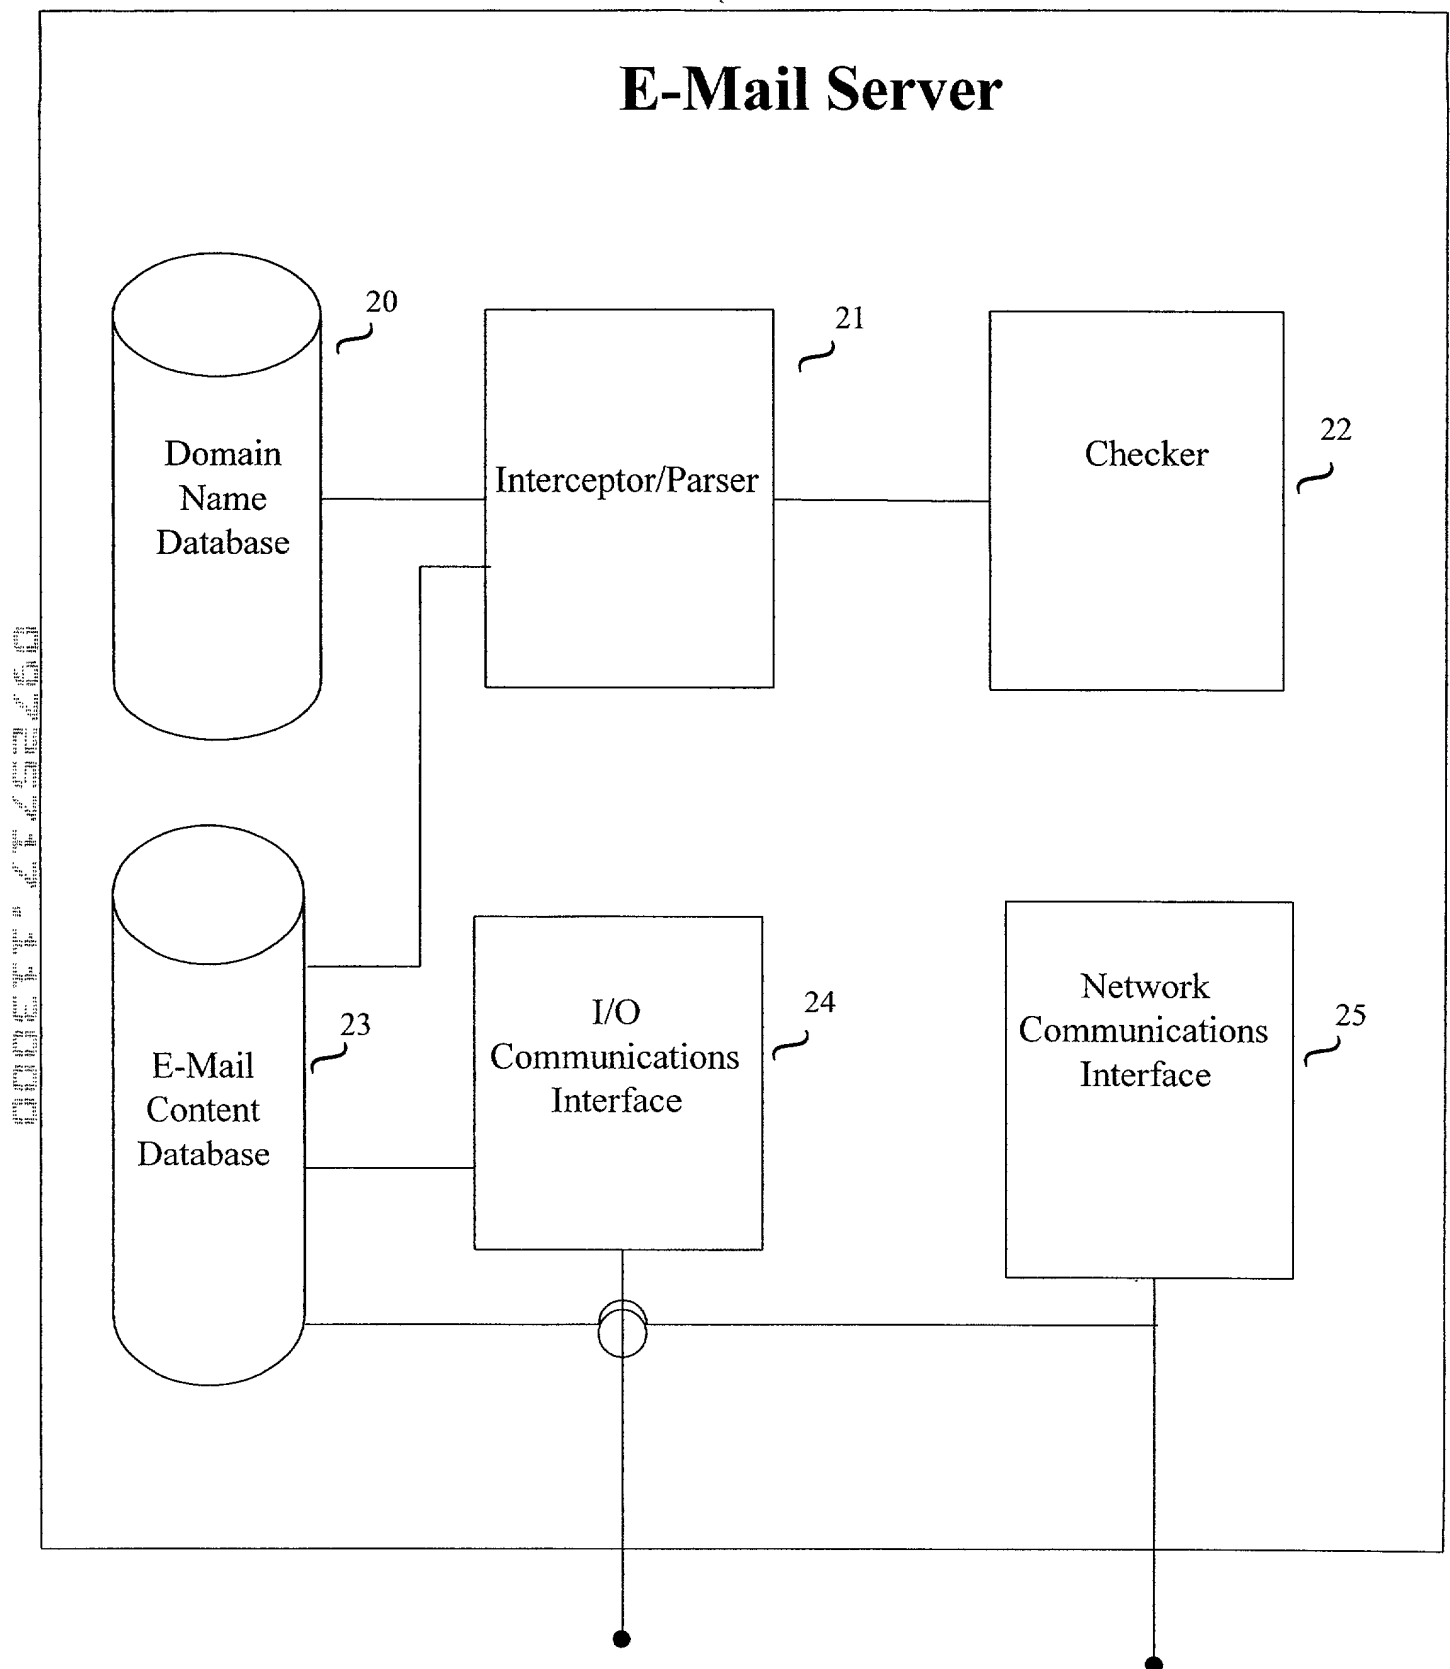 E-Mail Server
20
21
22
Domain
Name
Database
Interceptor/Parser
Checker
23
24
25
E-Mail
Content
Database
I/O
Communications
Interface
Network
Communications
Interface